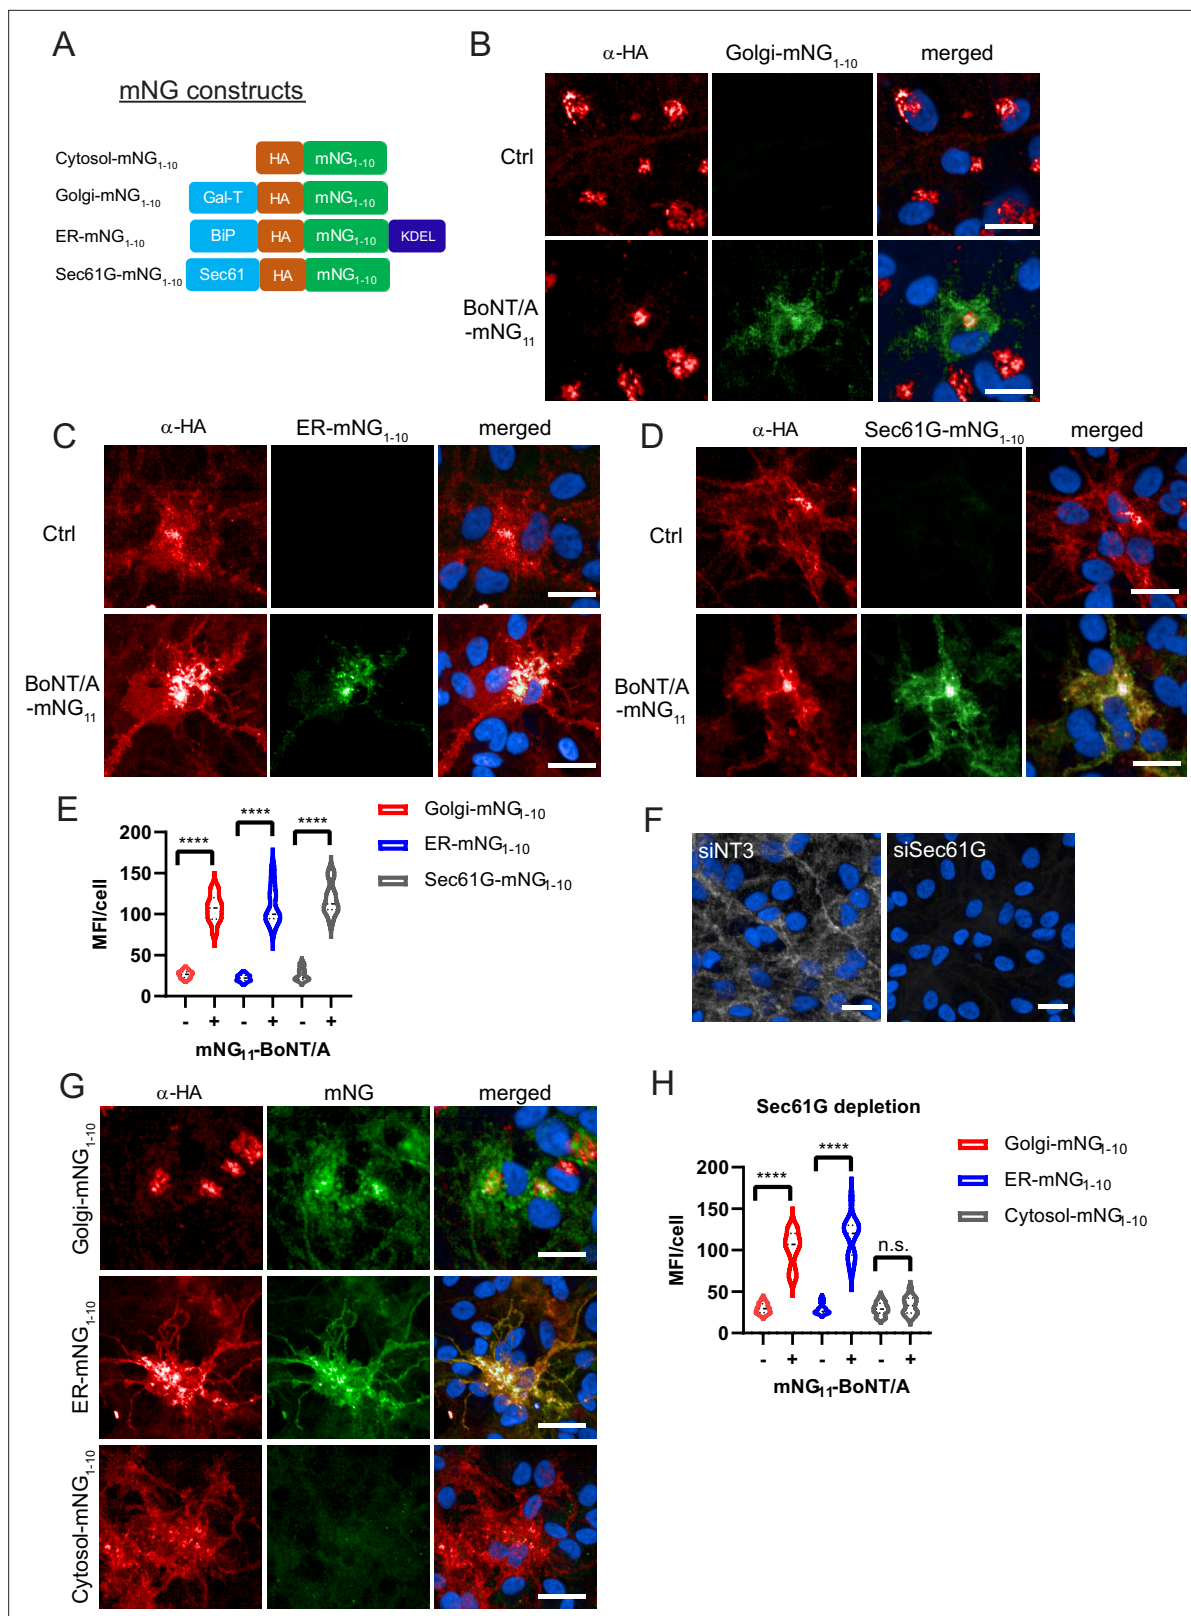 A
mNG constructs
Cytosol-mNG1-10 HA mNG1-10
Golgi-mNG1-10 Gal-T HA mNG1-10
ER-mNG1-10 BiP HA mNG1-10 KDEL
Sec61G-mNG1-10 Sec61 HA mNG1-10
B
α-HA Golgi-mNG1-10 merged
Ctrl
BoNT/A
-mNG11
C
α-HA ER-mNG1-10 merged
Ctrl
BoNT/A
-mNG11
D
α-HA Sec61G-mNG1-10 merged
Ctrl
BoNT/A
-mNG11
E
MFI/cell
200
150
100
50
0
**** **** ****
- + - + - +
mNG11-BoNT/A
Golgi-mNG1-10
ER-mNG1-10
Sec61G-mNG1-10
F
siNT3 siSec61G
G
α-HA mNG merged
Golgi-mNG1-10
ER-mNG1-10
Cytosol-mNG1-10
H
Sec61G depletion
MFI/cell
200
150
100
50
0
**** **** n.s.
- + - + - +
mNG11-BoNT/A
Golgi-mNG1-10
ER-mNG1-10
Cytosol-mNG1-10